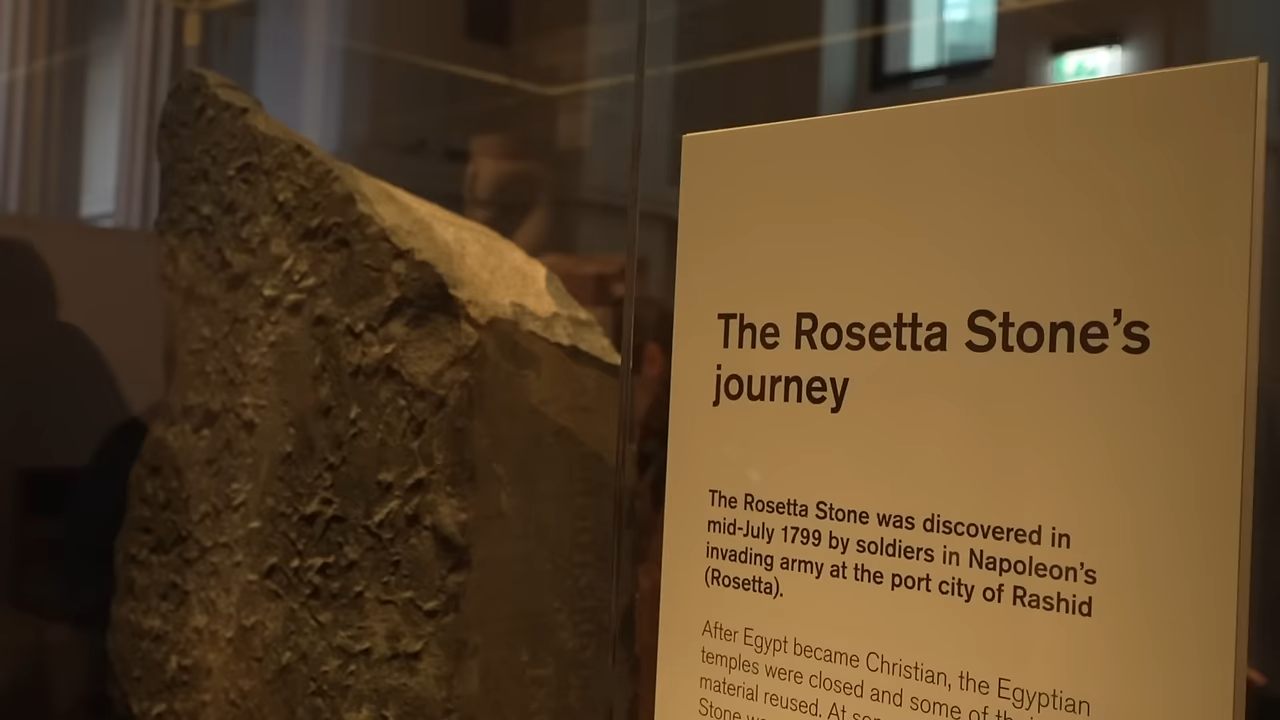 The Rosetta Stone’s
journey
The Rosetta Stone was discovered in
mid-July 1799 by soldiers in Napoleon’s
invading army at the port city of Rashid
(Rosetta).
After Egypt became Christian, the Egyptian
temples were closed and some of
material reused. At
Stone